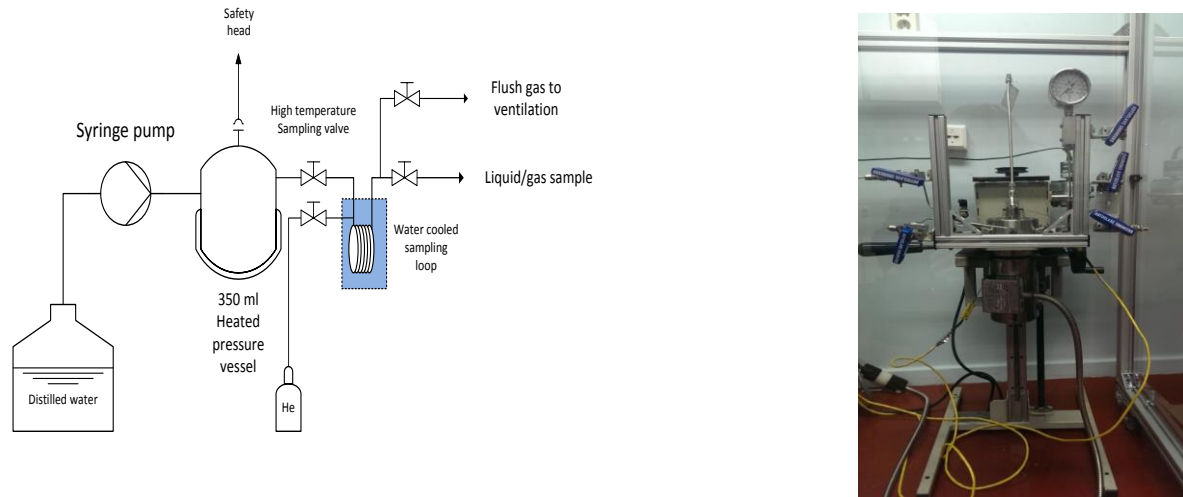 Safety
head
High temperature
Sampling valve
Flush gas to
ventilation
Syringe pump
Liquid/gas sample
Water cooled
sampling
loop
350 ml
Heated
pressure
vessel
Distilled water
He